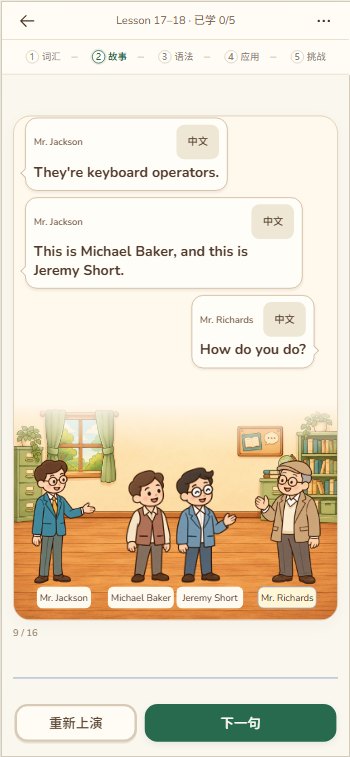 Lesson 17–18 · 已学 0/5
1 词汇 – 2 故事 – 3 语法 – 4 应用 – 5 挑战
Mr. Jackson 中文
They're keyboard operators.
Mr. Jackson 中文
This is Michael Baker, and this is
Jeremy Short.
Mr. Richards 中文
How do you do?
Mr. Jackson Michael Baker Jeremy Short Mr. Richards
9 / 16
重新上演 下一句